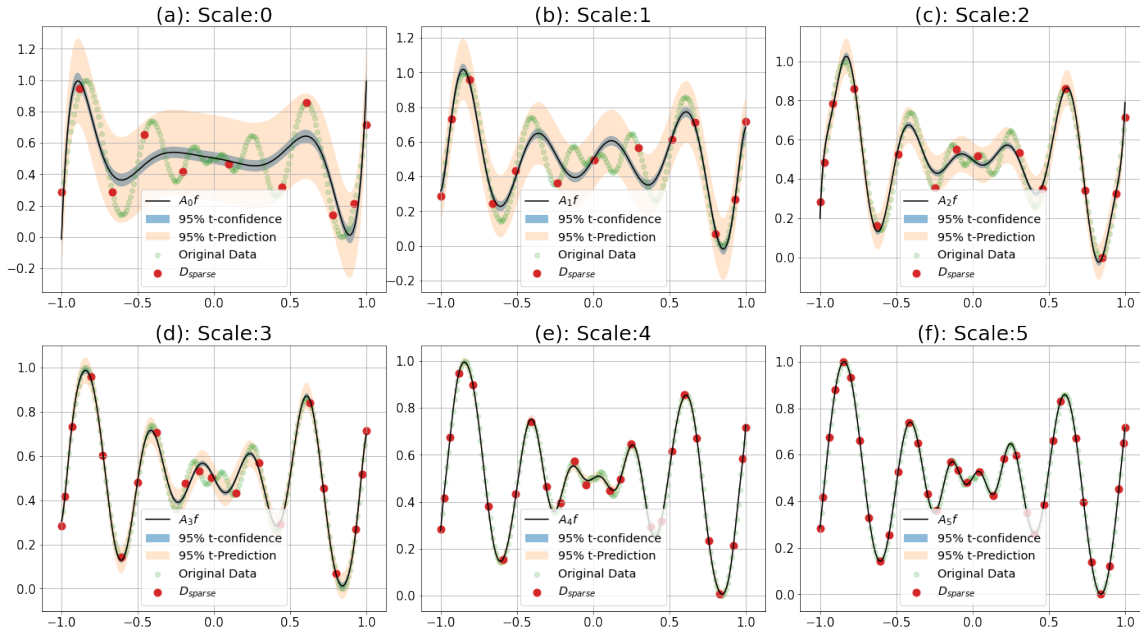 (a): Scale:0
1.2
1.0
0.8
0.6
0.4
0.2
0.0
−0.2
−1.0 −0.5 0.0 0.5 1.0
A₀f
95% t-confidence
95% t-Prediction
Original Data
D_sparse
(b): Scale:1
1.2
1.0
0.8
0.6
0.4
0.2
0.0
−0.2
−1.0 −0.5 0.0 0.5 1.0
A₁f
95% t-confidence
95% t-Prediction
Original Data
D_sparse
(c): Scale:2
1.0
0.8
0.6
0.4
0.2
0.0
−1.0 −0.5 0.0 0.5 1.0
A₂f
95% t-confidence
95% t-Prediction
Original Data
D_sparse
(d): Scale:3
1.0
0.8
0.6
0.4
0.2
0.0
−1.0 −0.5 0.0 0.5 1.0
A₃f
95% t-confidence
95% t-Prediction
Original Data
D_sparse
(e): Scale:4
1.0
0.8
0.6
0.4
0.2
0.0
−1.0 −0.5 0.0 0.5 1.0
A₄f
95% t-confidence
95% t-Prediction
Original Data
D_sparse
(f): Scale:5
1.0
0.8
0.6
0.4
0.2
0.0
−1.0 −0.5 0.0 0.5 1.0
A₅f
95% t-confidence
95% t-Prediction
Original Data
D_sparse